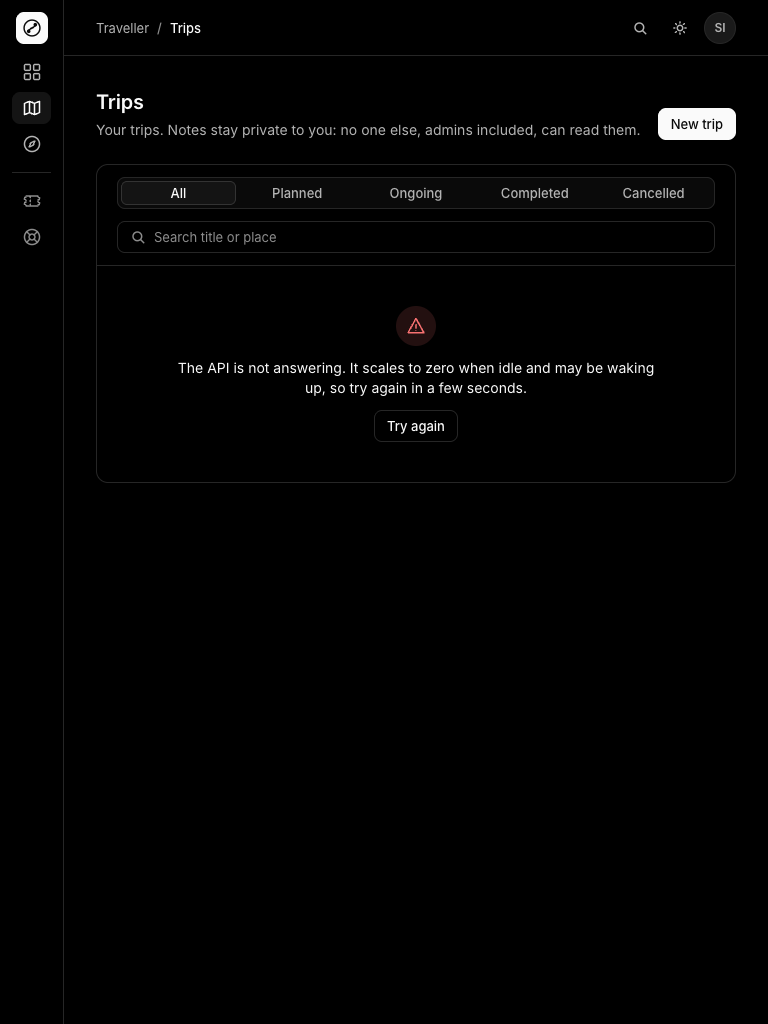 Traveller / Trips
SI
Trips
Your trips. Notes stay private to you: no one else, admins included, can read them.
New trip
All
Planned
Ongoing
Completed
Cancelled
Search title or place
The API is not answering. It scales to zero when idle and may be waking
up, so try again in a few seconds.
Try again